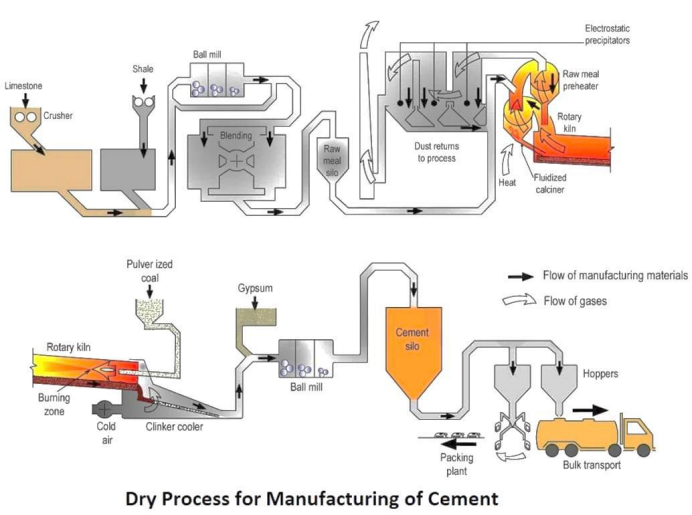 Electrostatic
precipitators
Ball mill
Shale
Limestone
Crusher
Raw meal
preheater
Blending
Rotary
kiln
Raw
meal
silo
Dust returns
to process
Heat
Fluidized
calciner
Pulver ized
coal
Gypsum
Flow of manufacturing materials
Flow of gases
Rotary kiln
Cement
silo
Hoppers
Ball mill
Burning
zone
Cold
air
Clinker cooler
Packing
plant
Bulk transport
Dry Process for Manufacturing of Cement